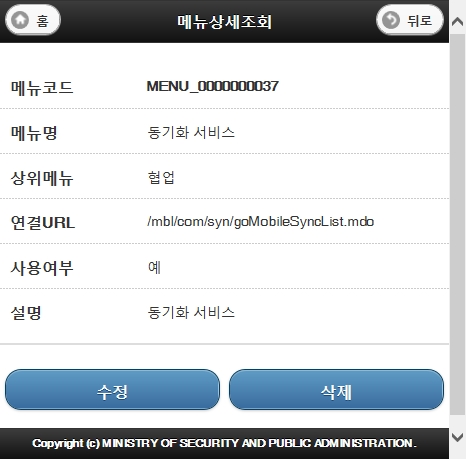 홈 메뉴상세조회 뒤로
메뉴코드 MENU_0000000037
메뉴명 동기화 서비스
상위메뉴 협업
연결URL /mbl/com/syn/goMobileSyncList.mdo
사용여부 예
설명 동기화 서비스
수정 삭제
Copyright (c) MINISTRY OF SECURITY AND PUBLIC ADMINISTRATION.